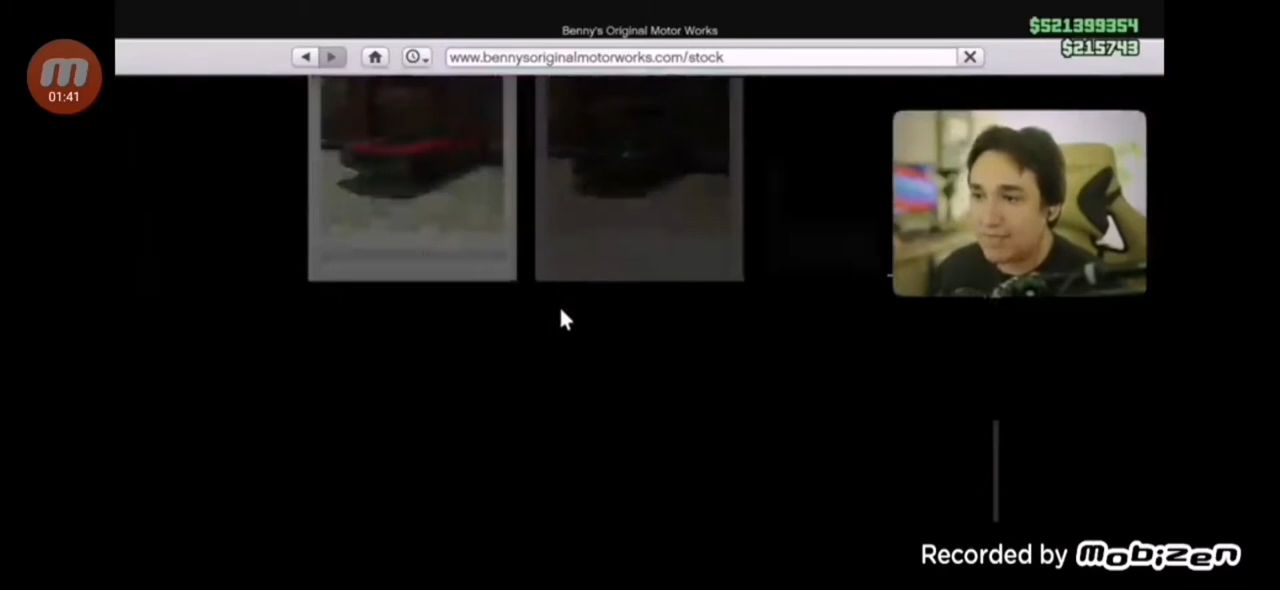 Benny's Original Motor Works
$521399354
www.bennysoriginalmotorworks.com/stock
$215743
01:41
Recorded by mobizen